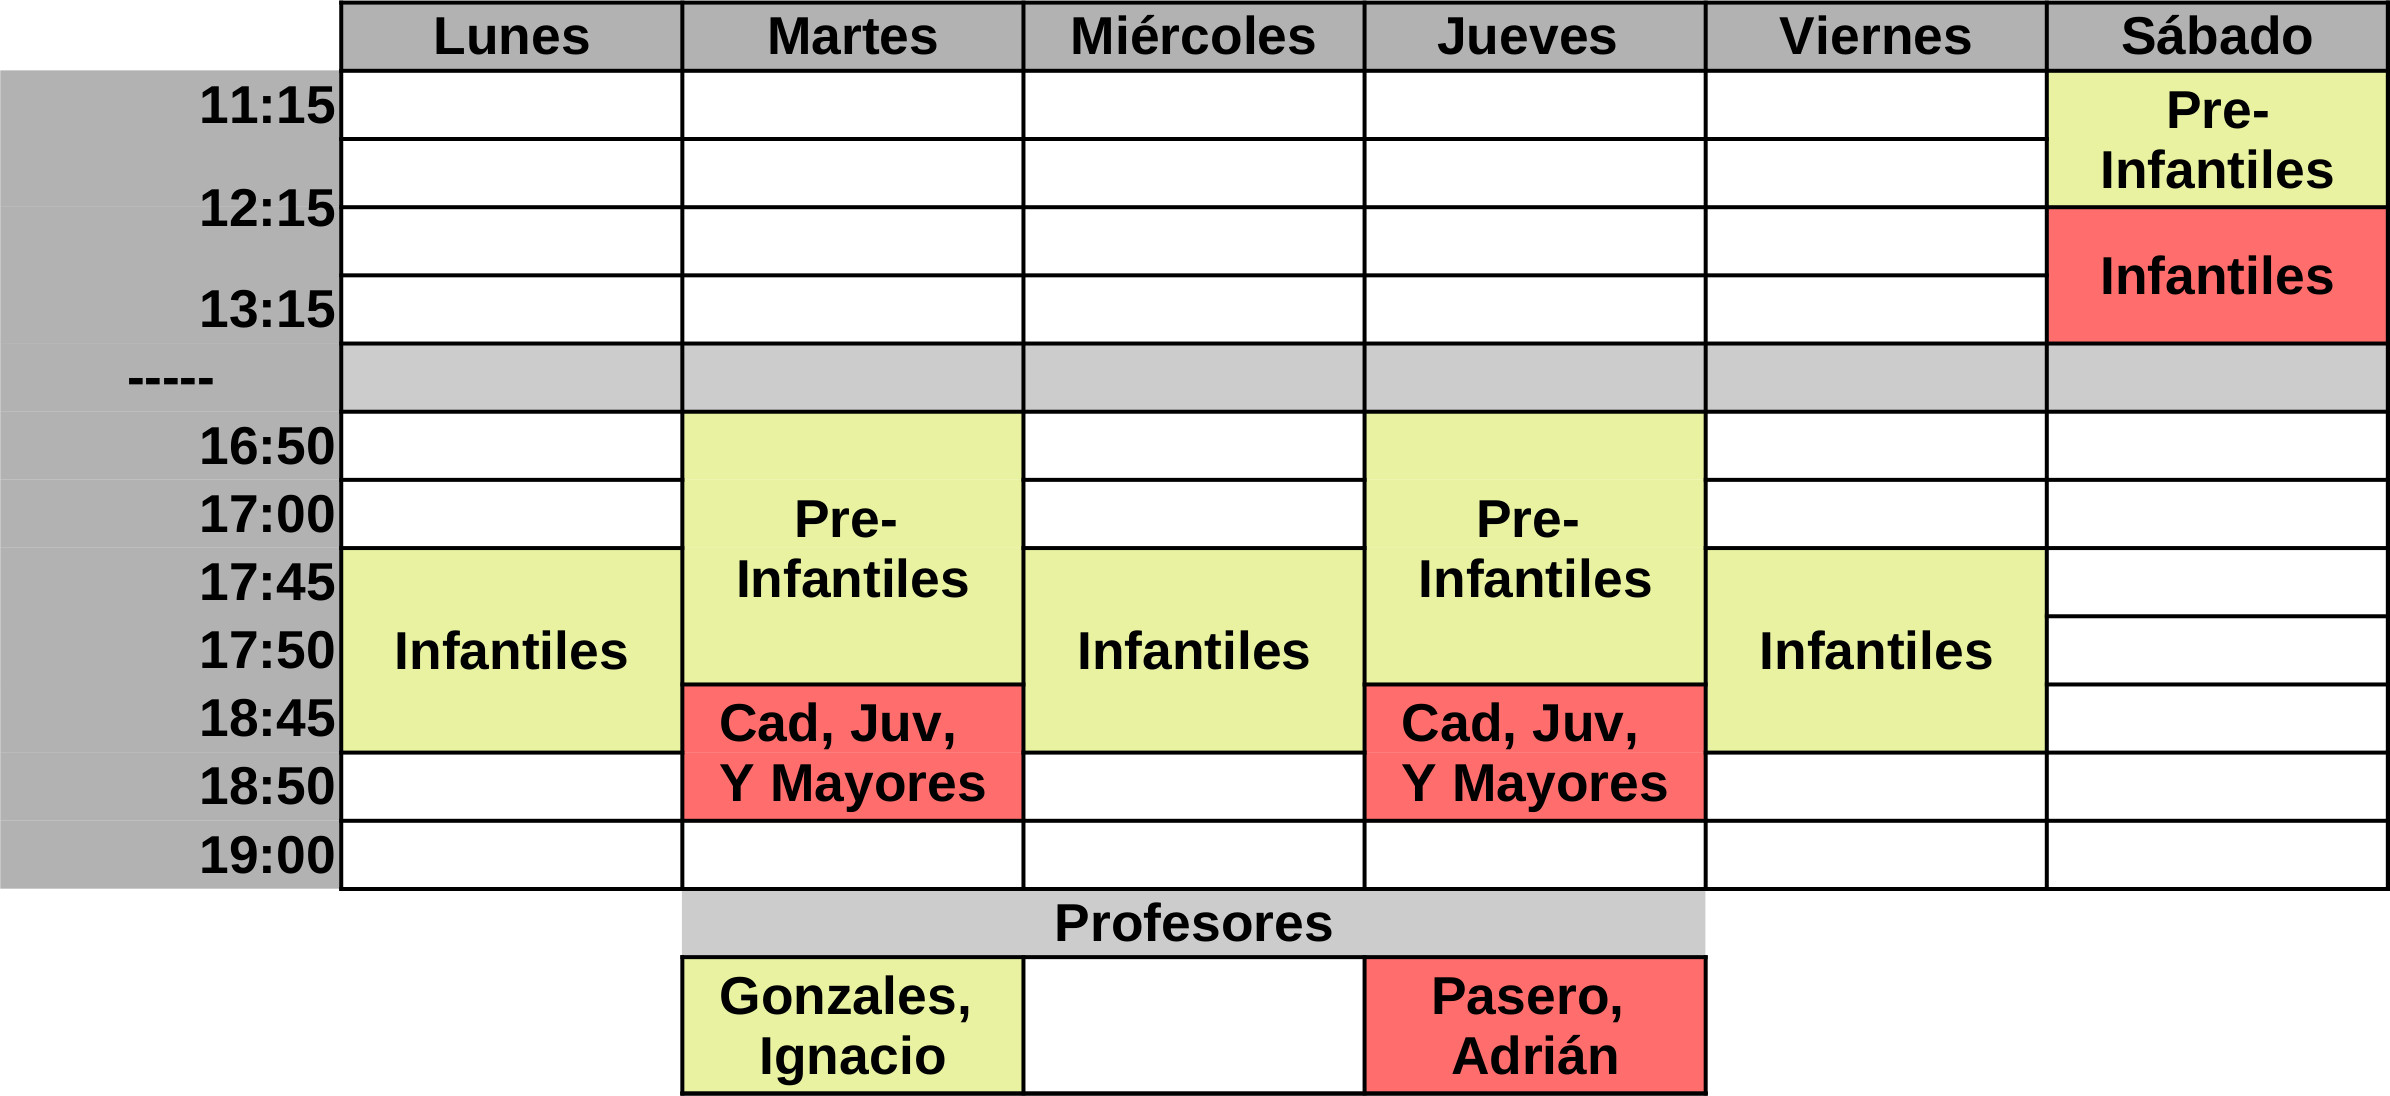 Lunes Martes Miércoles Jueves Viernes Sábado
11:15
Pre-
Infantiles
12:15
Infantiles
13:15
-----
16:50
17:00
Pre-
Infantiles
Pre-
Infantiles
17:45
17:50
Infantiles
Infantiles
Infantiles
18:45
Cad, Juv,
Y Mayores
Cad, Juv,
Y Mayores
18:50
19:00
Profesores
Gonzales,
Ignacio
Pasero,
Adrián